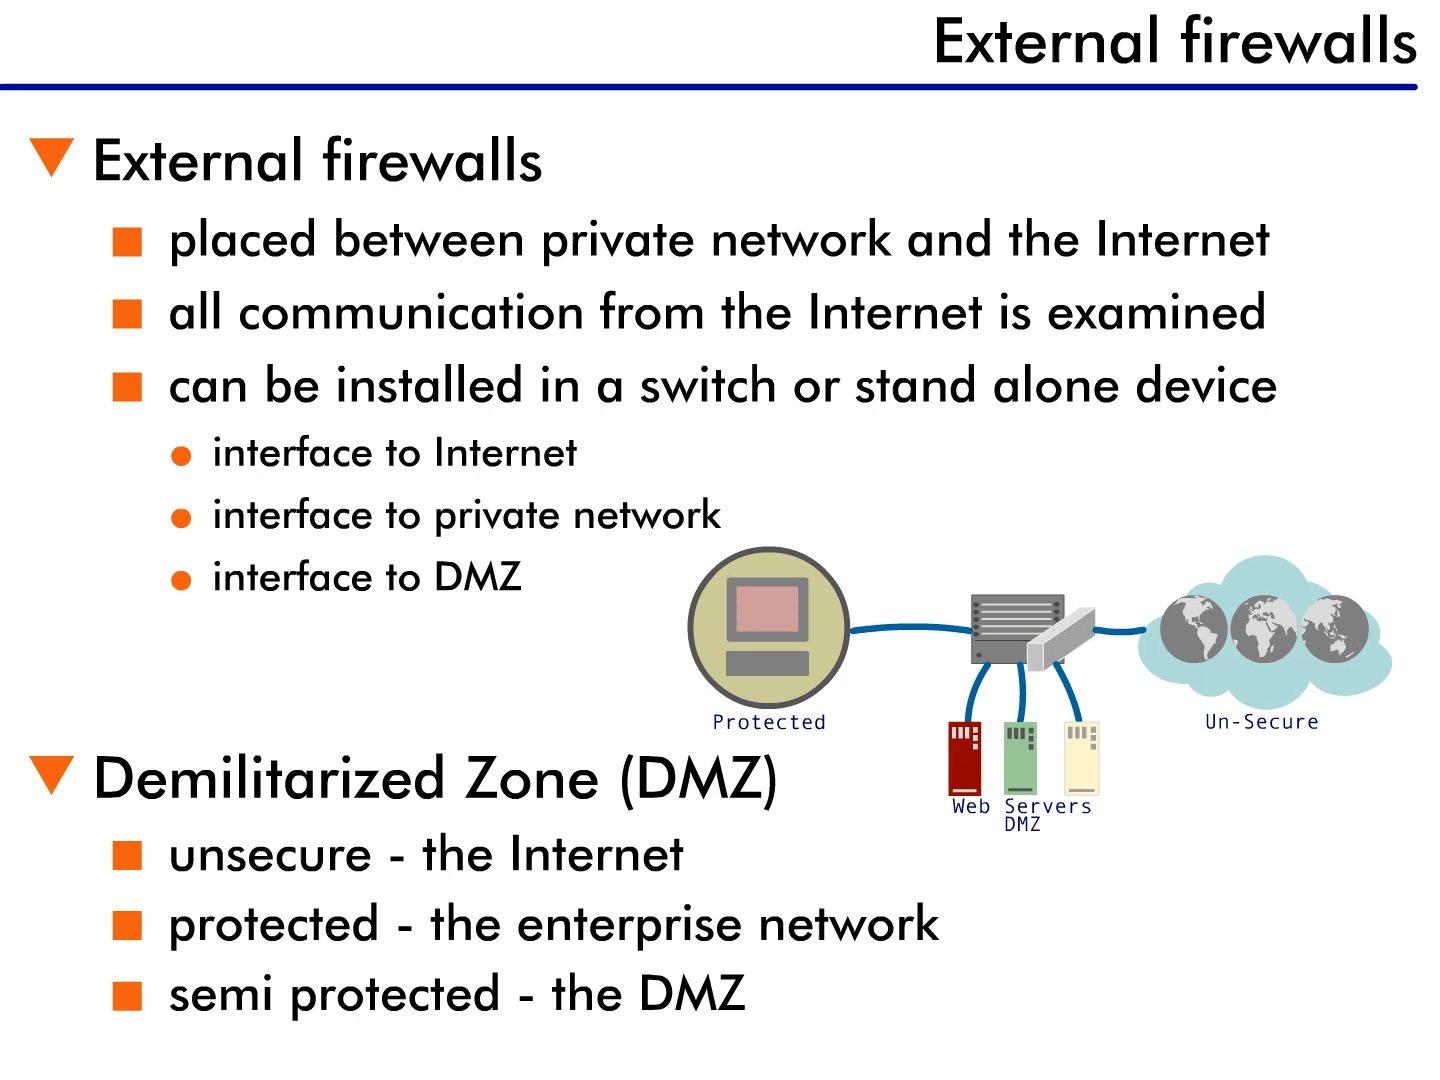 External firewalls
External firewalls
placed between private network and the Internet
all communication from the Internet is examined
can be installed in a switch or stand alone device
interface to Internet
interface to private network
interface to DMZ
Protected
Un-Secure
Web Servers
DMZ
Demilitarized Zone (DMZ)
unsecure - the Internet
protected - the enterprise network
semi protected - the DMZ